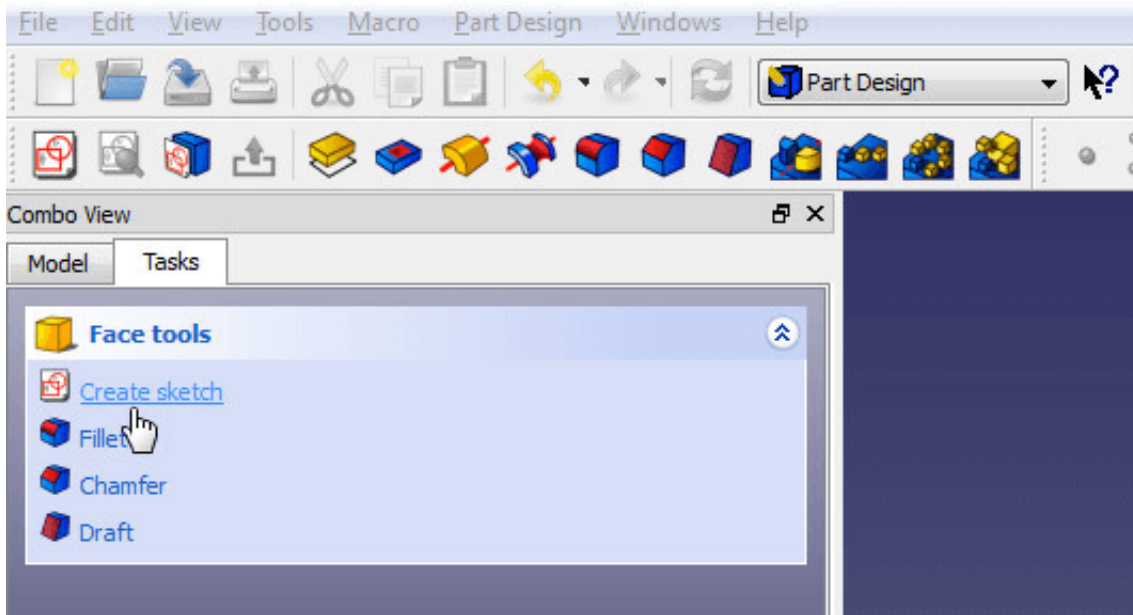 File Edit View Tools Macro Part Design Windows Help
Part Design
Combo View
Model Tasks
Face tools
Create sketch
Fillet
Chamfer
Draft